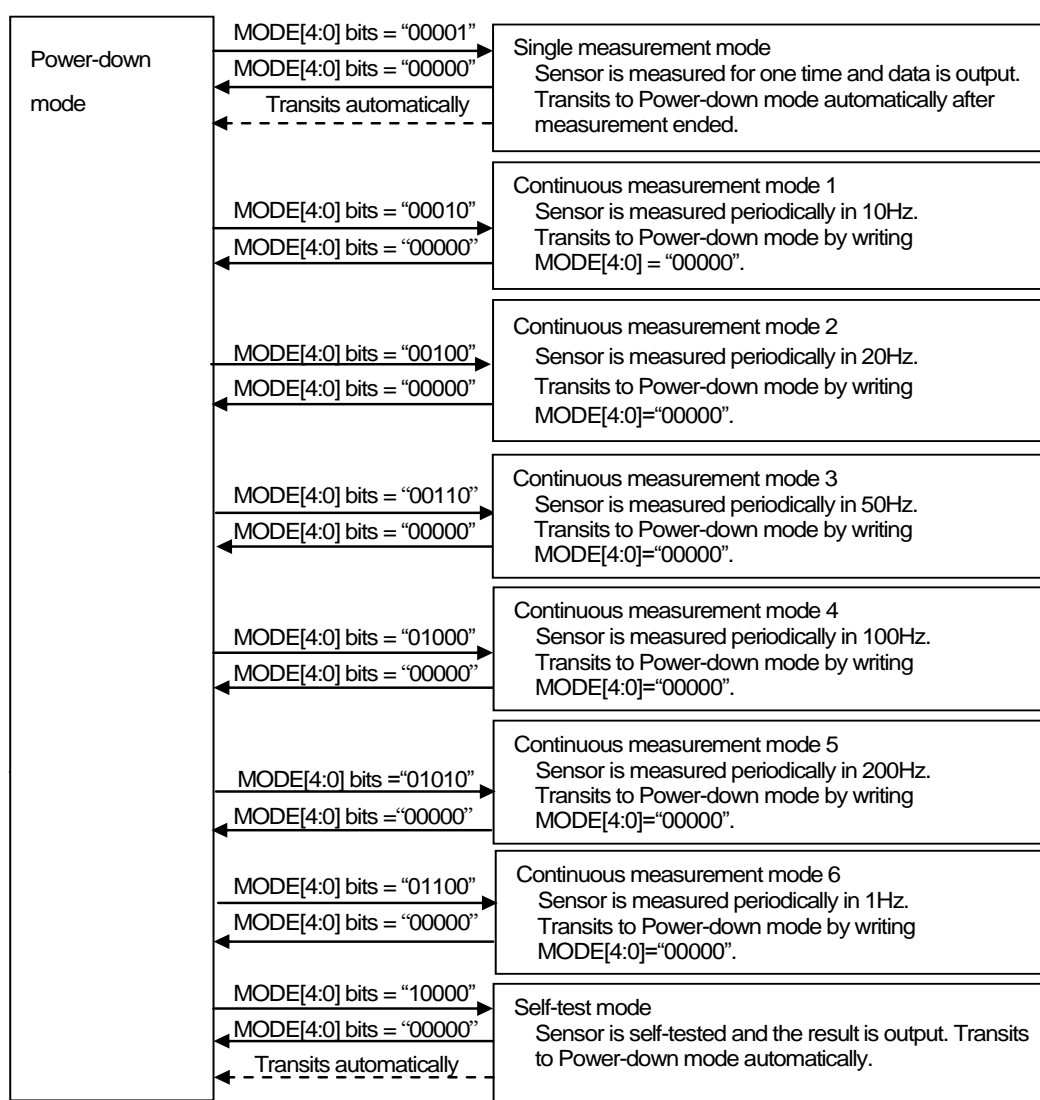 Power-down
mode
MODE[4:0] bits = “00001”
MODE[4:0] bits = “00000”
Transits automatically
Single measurement mode
Sensor is measured for one time and data is output.
Transits to Power-down mode automatically after
measurement ended.
MODE[4:0] bits = “00010”
MODE[4:0] bits = “00000”
Continuous measurement mode 1
Sensor is measured periodically in 10Hz.
Transits to Power-down mode by writing
MODE[4:0] = “00000”.
MODE[4:0] bits = “00100”
MODE[4:0] bits = “00000”
Continuous measurement mode 2
Sensor is measured periodically in 20Hz.
Transits to Power-down mode by writing
MODE[4:0]=“00000”.
MODE[4:0] bits = “00110”
MODE[4:0] bits = “00000”
Continuous measurement mode 3
Sensor is measured periodically in 50Hz.
Transits to Power-down mode by writing
MODE[4:0]=“00000”.
MODE[4:0] bits = “01000”
MODE[4:0] bits = “00000”
Continuous measurement mode 4
Sensor is measured periodically in 100Hz.
Transits to Power-down mode by writing
MODE[4:0]=“00000”.
MODE[4:0] bits =“01010”
MODE[4:0] bits =“00000”
Continuous measurement mode 5
Sensor is measured periodically in 200Hz.
Transits to Power-down mode by writing
MODE[4:0]=“00000”.
MODE[4:0] bits = “01100”
MODE[4:0] bits = “00000”
Continuous measurement mode 6
Sensor is measured periodically in 1Hz.
Transits to Power-down mode by writing
MODE[4:0]=“00000”.
MODE[4:0] bits = “10000”
MODE[4:0] bits = “00000”
Transits automatically
Self-test mode
Sensor is self-tested and the result is output. Transits
to Power-down mode automatically.